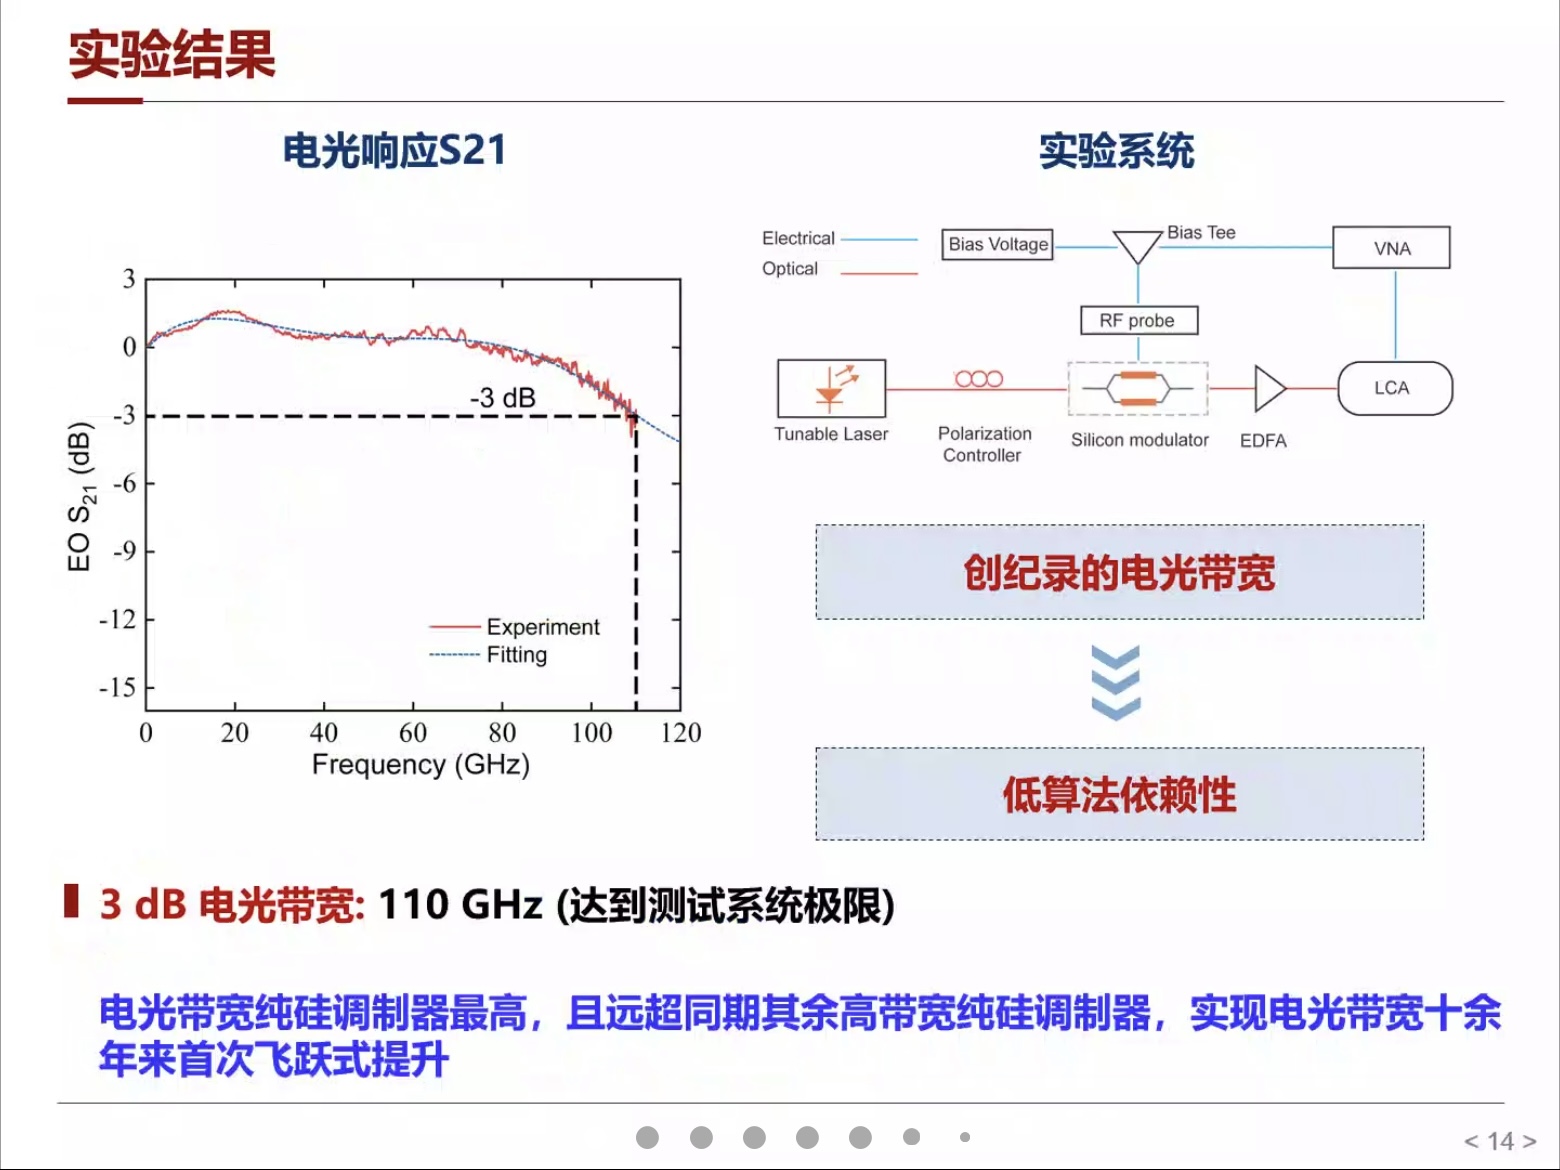 实验结果
电光响应S21
3
0
-3
-6
-9
-12
-15
EO S21 (dB)
-3 dB
Experiment
Fitting
0 20 40 60 80 100 120
Frequency (GHz)
实验系统
Electrical
Optical
Bias Voltage
Bias Tee
VNA
RF probe
LCA
Tunable Laser
Polarization
Controller
Silicon modulator
EDFA
创纪录的电光带宽
低算法依赖性
3 dB 电光带宽: 110 GHz (达到测试系统极限)
电光带宽纯硅调制器最高，且远超同期其余高带宽纯硅调制器，实现电光带宽十余
年来首次飞跃式提升
< 14 >